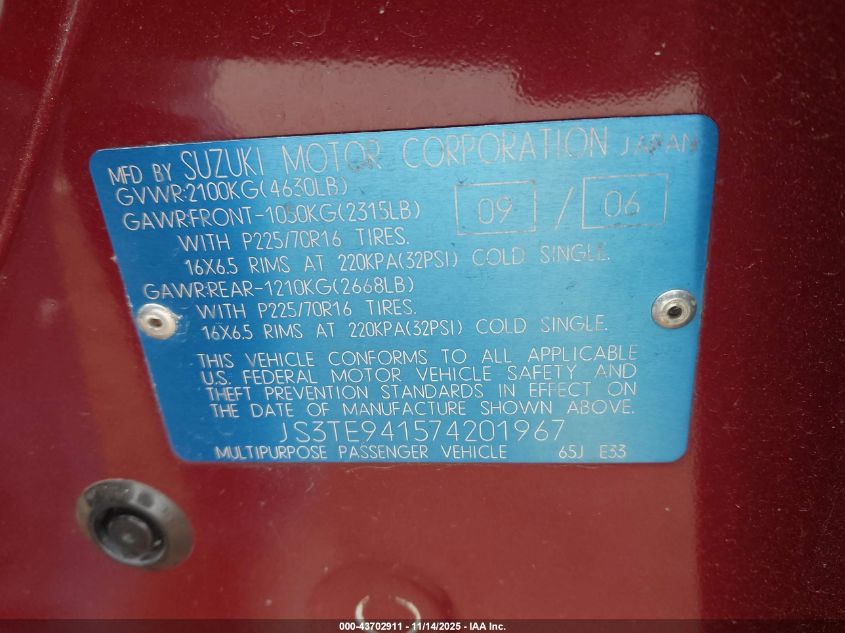 MFD BY SUZUKI MOTOR CORPORATION JAPAN
GVWR:2100KG(4630LB)
GAWR:FRONT-1050KG(2315LB) 09 / 06
WITH P225/70R16 TIRES.
16X6.5 RIMS AT 220KPA(32PSI) COLD SINGLE.
GAWR:REAR-1210KG(2668LB)
WITH P225/70R16 TIRES.
16X6.5 RIMS AT 220KPA(32PSI) COLD SINGLE.
THIS VEHICLE CONFORMS TO ALL APPLICABLE
U.S. FEDERAL MOTOR VEHICLE SAFETY AND
THEFT PREVENTION STANDARDS IN EFFECT ON
THE DATE OF MANUFACTURE SHOWN ABOVE.
JS3TE941574201967
MULTIPURPOSE PASSENGER VEHICLE 65J E33
000-43702911 - 11/14/2025 - IAA Inc.